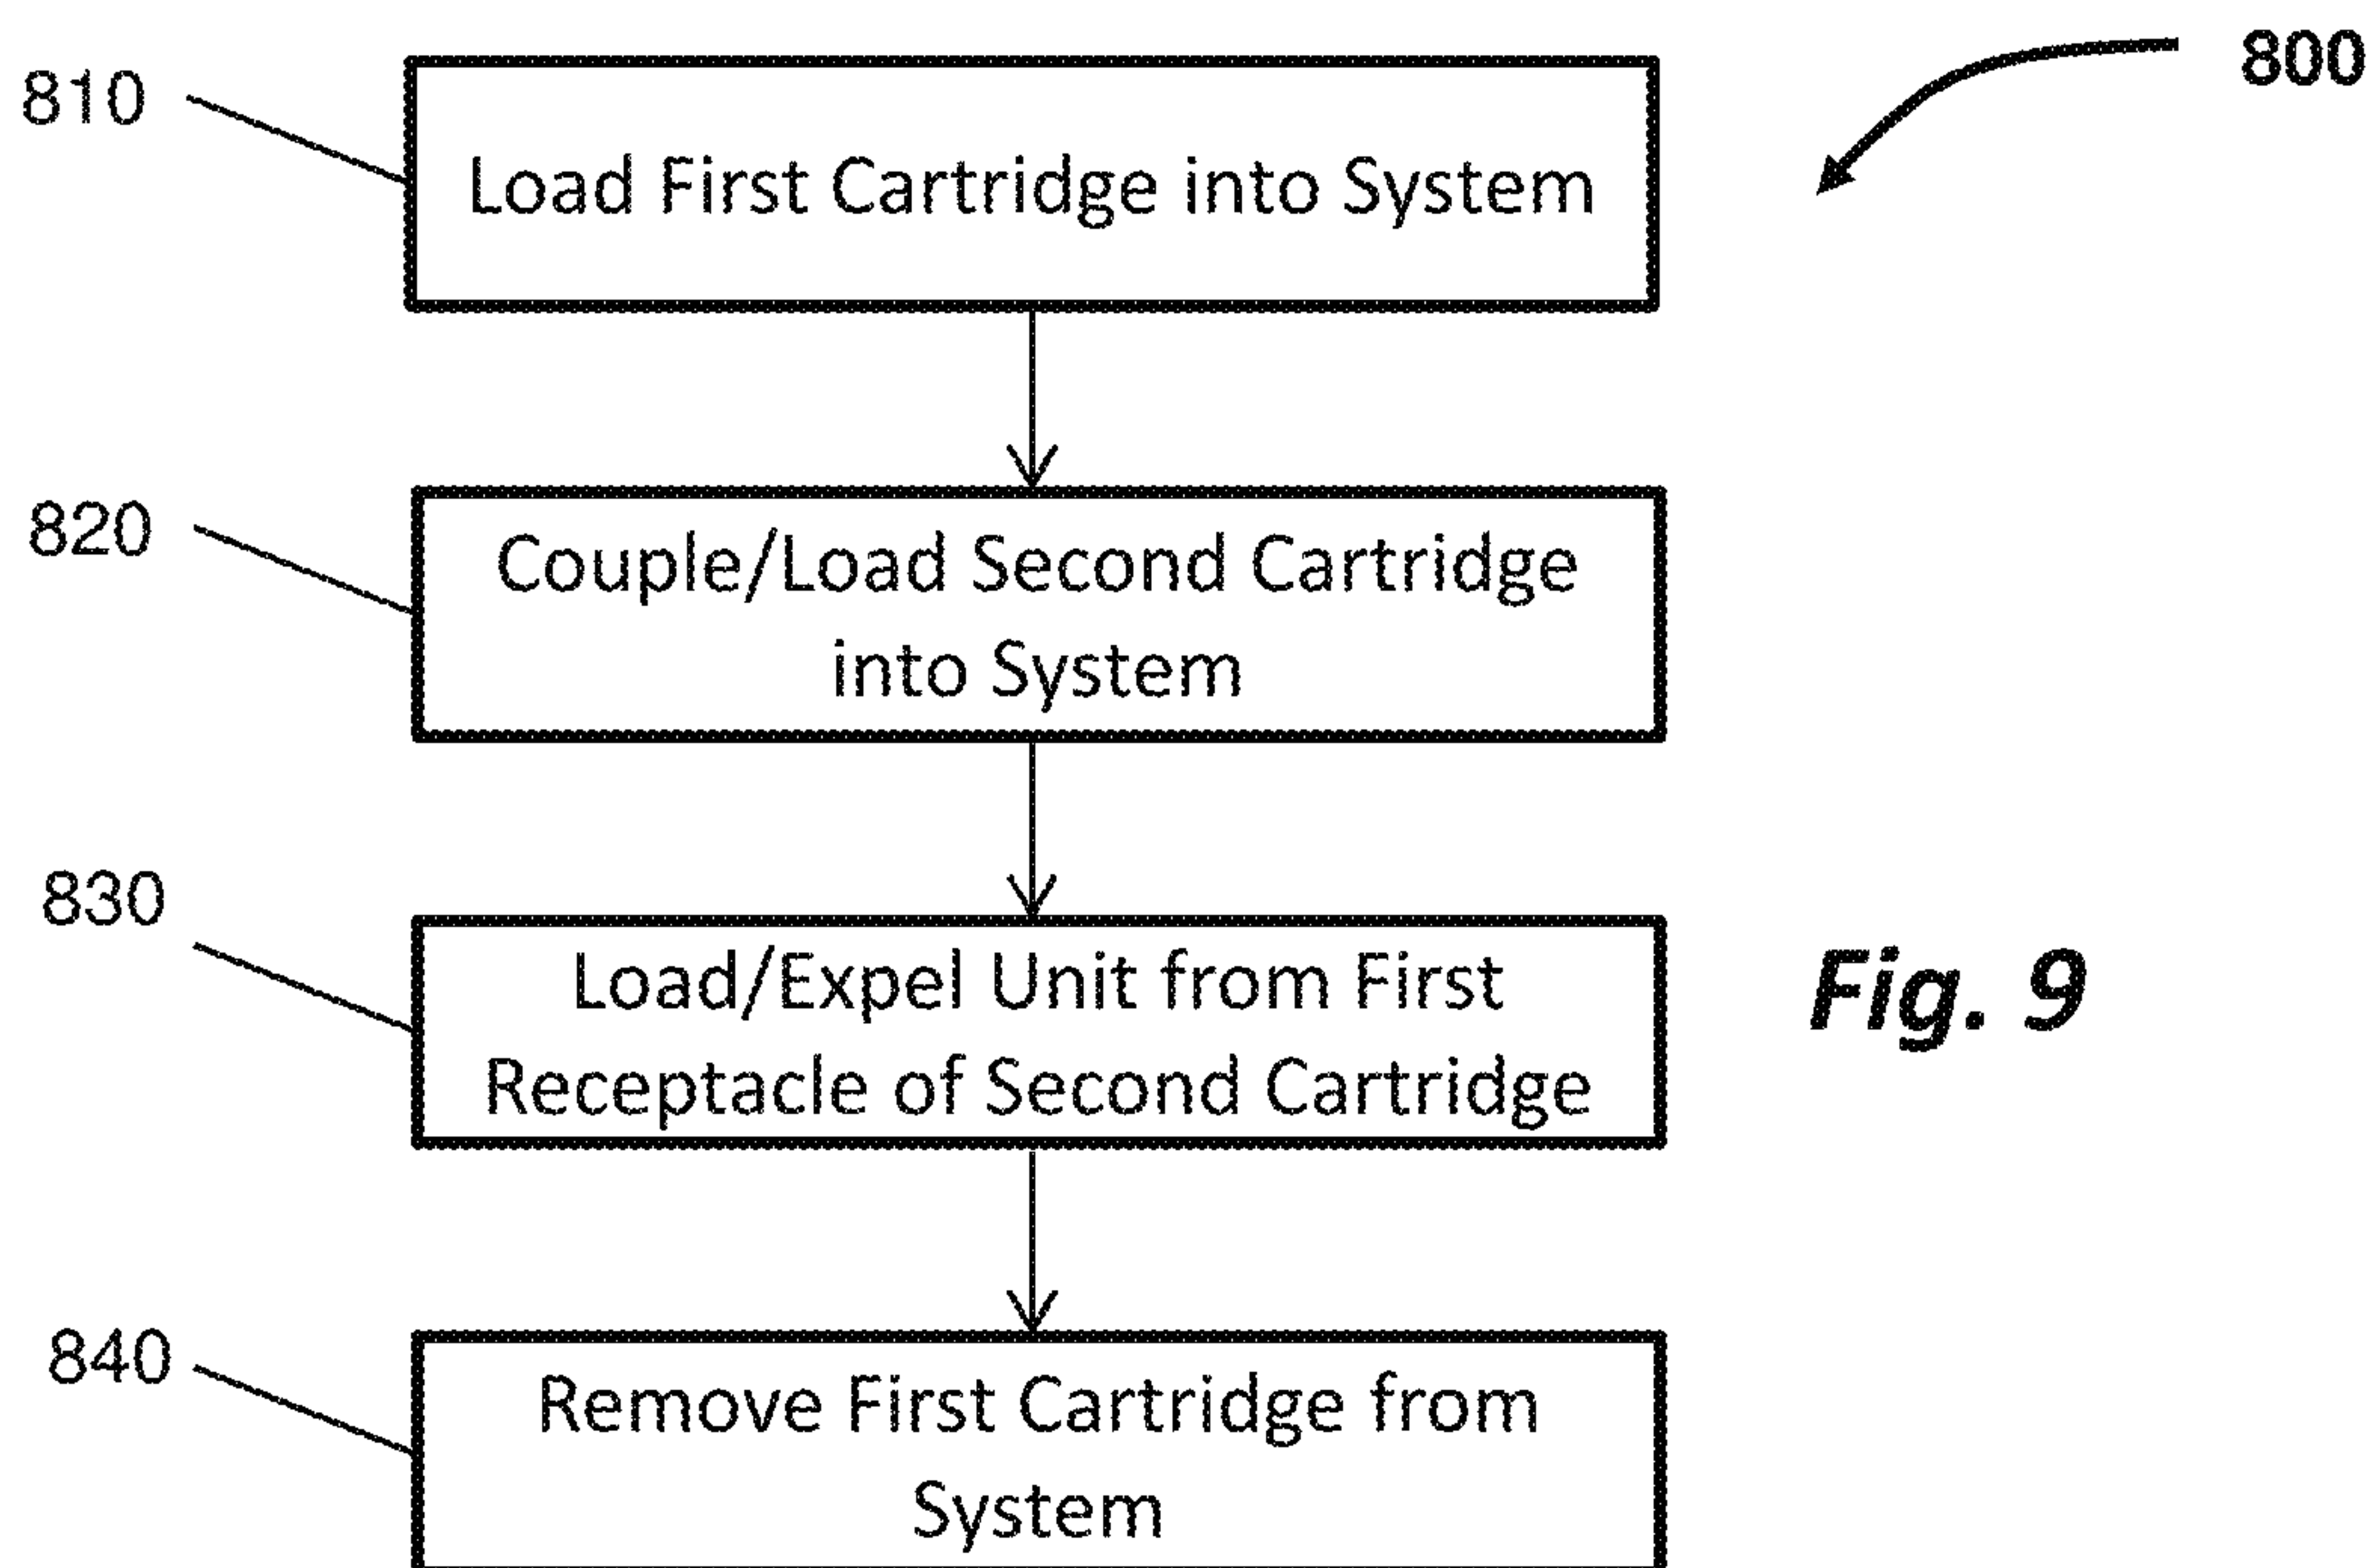 800
810
Load First Cartridge into System
820
Couple/Load Second Cartridge
into System
830
Load/Expel Unit from First
Receptacle of Second Cartridge
Fig. 9
840
Remove First Cartridge from
System